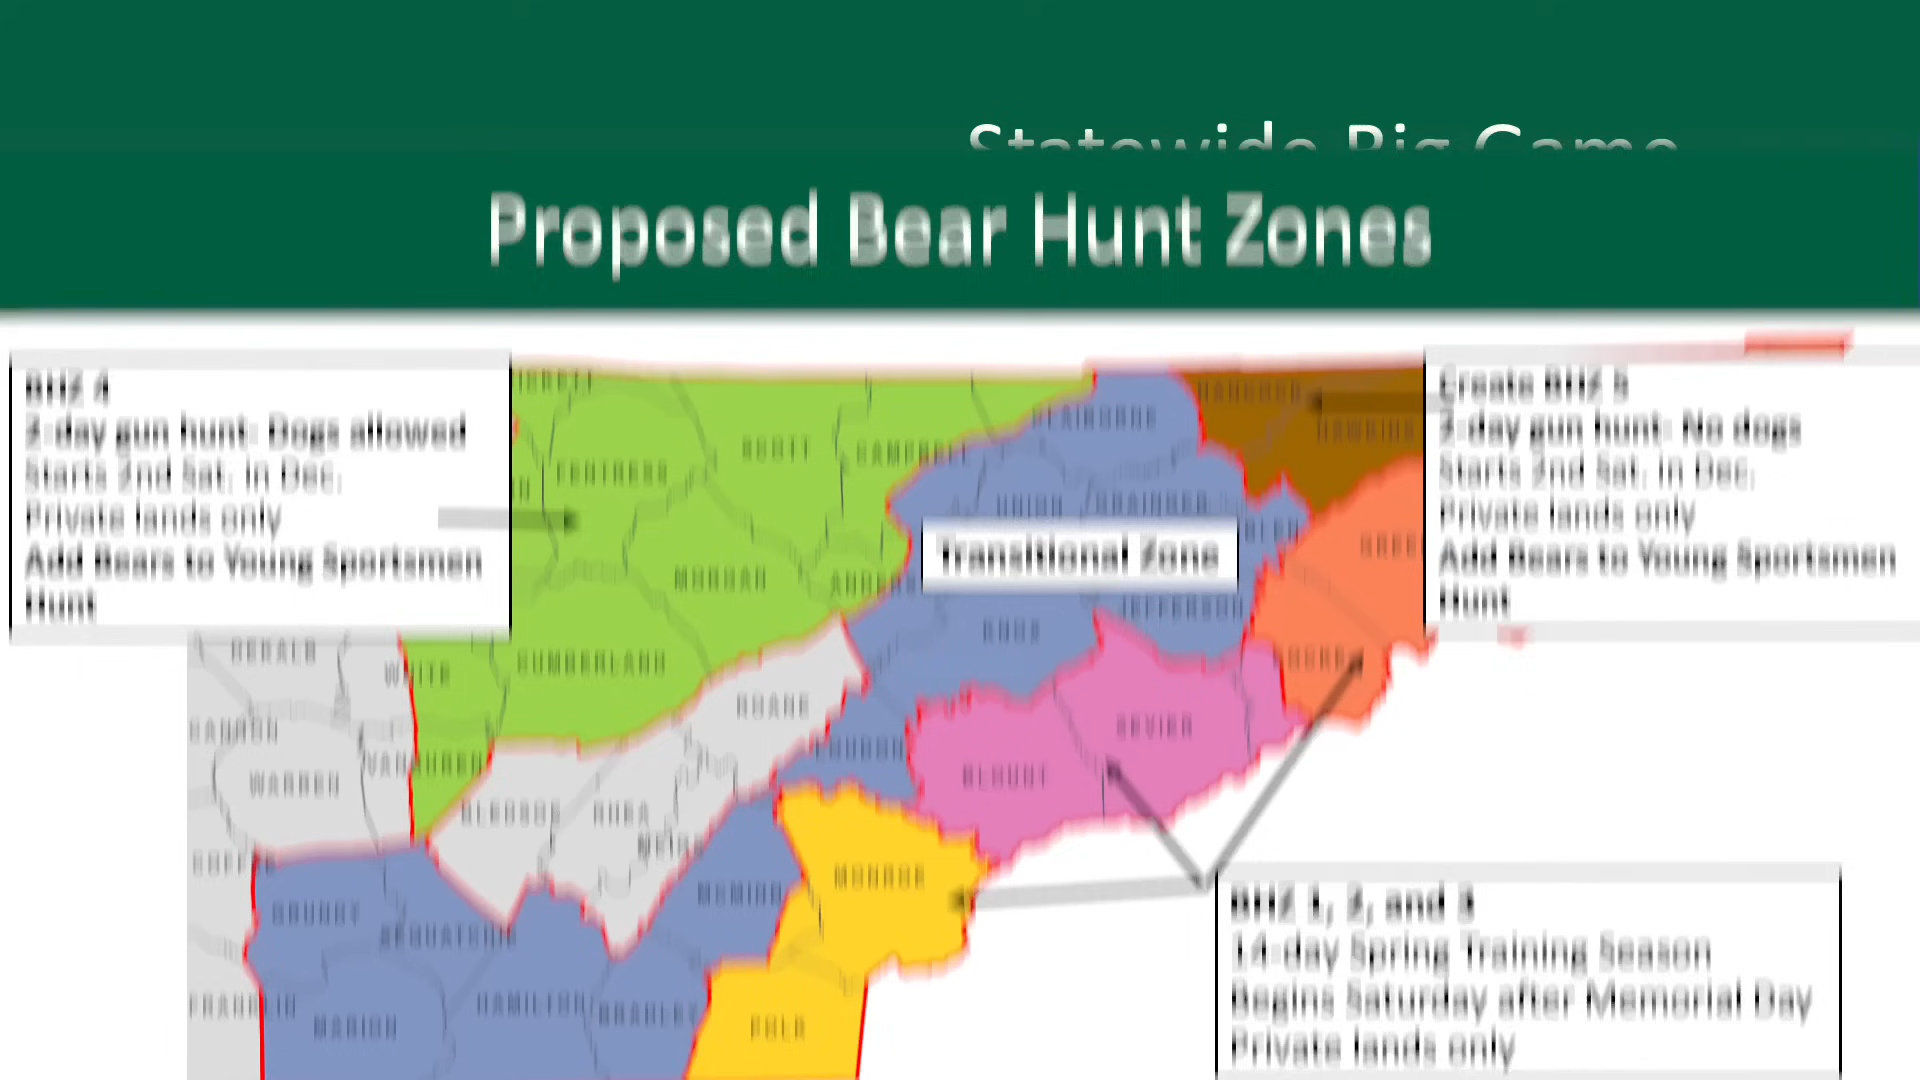 Statewide Big Game
Proposed Bear Hunt Zones
BHZ 4
3-day gun hunt: Dogs allowed
Starts 2nd Sat. in Dec.
Private lands only
Add Bears to Young Sportsmen
Hunt
Create BHZ 5
3-day gun hunt: No dogs
Starts 2nd Sat. in Dec.
Private lands only
Add Bears to Young Sportsmen
Hunt
Transitional Zone
BHZ 1, 2, and 3
14-day Spring Training Season
Begins Saturday after Memorial Day
Private lands only
HANCOCK
CLAIBORNE
HAWKINS
SCOTT
CAMPBELL
FENTRESS
UNION
GRAINGER
MORGAN
JEFFERSON
KNOX
DEKALB
WHITE
CUMBERLAND
ROANE
SEVIER
CANNON
LOUDON
VAN BUREN
WARREN
BLOUNT
BLEDSOE
RHEA
MEIGS
MONROE
MCMINN
GRUNDY
SEQUATCHIE
FRANKLIN
MARION
HAMILTON
BRADLEY
POLK